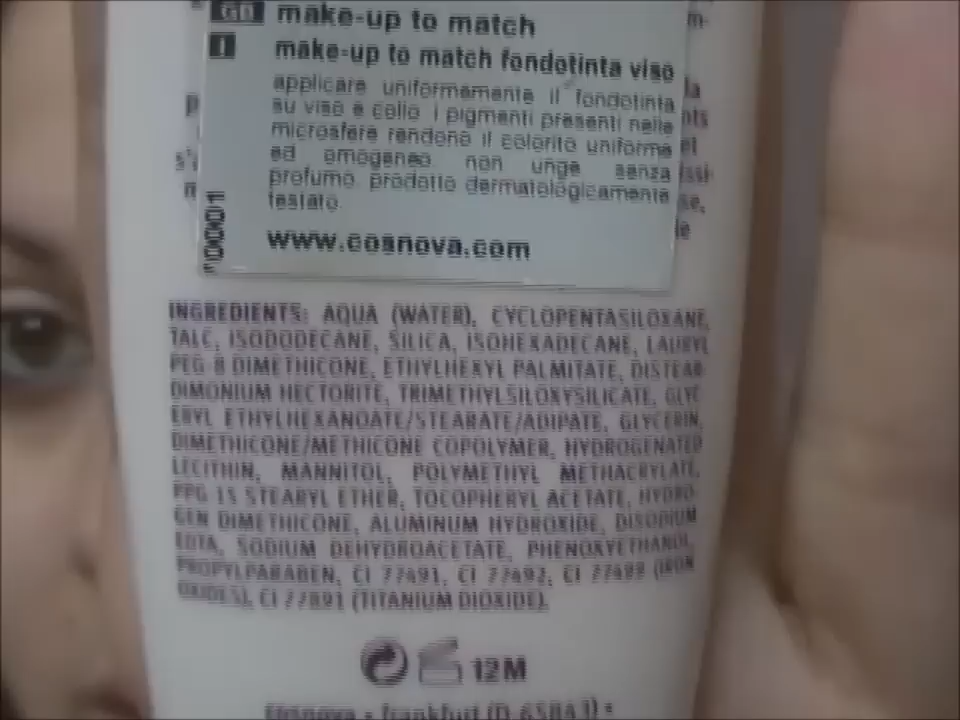 GB make-up to match
I make-up to match fondotinta viso
applicare uniformemente il fondotinta
su viso e collo i pigmenti presenti nelle
microsfere rendono il colorito uniforme
ed omogeneo. non unge senza
profumo prodotto dermatologicamente
testato
www.cosnova.com
INGREDIENTS: AQUA (WATER), CYCLOPENTASILOXANE,
TALC, ISODODECANE, SILICA, ISOHEXADECANE, LAURYL
PEG-8 DIMETHICONE, ETHYLHEXYL PALMITATE, DISTEAR
DIMONIUM HECTORITE, TRIMETHYLSILOXYSILICATE, GLYC
ERYL ETHYLHEXANOATE/STEARATE/ADIPATE, GLYCERIN,
DIMETHICONE/METHICONE COPOLYMER, HYDROGENATED
LECITHIN, MANNITOL, POLYMETHYL METHACRYLATE,
PPG 15 STEARYL ETHER, TOCOPHERYL ACETATE, HYDRO-
GEN DIMETHICONE, ALUMINUM HYDROXIDE, DISODIUM
EDTA, SODIUM DEHYDROACETATE, PHENOXYETHANOL,
PROPYLPARABEN, CI 77491, CI 77492, CI 77499 (IRON
OXIDES), CI 77891 (TITANIUM DIOXIDE).
12M